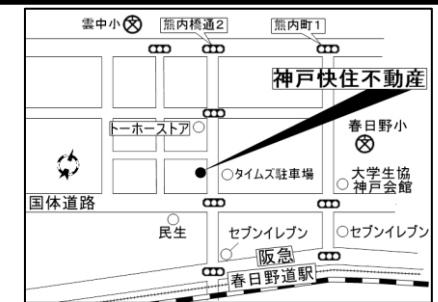 雲中小
熊内橋通2
熊内町1
神戸快住不動産
トーホーストア
春日野小
タイムズ駐車場
大学生協
神戸会館
国体道路
民生
セブンイレブン
セブンイレブン
阪急
春日野道駅